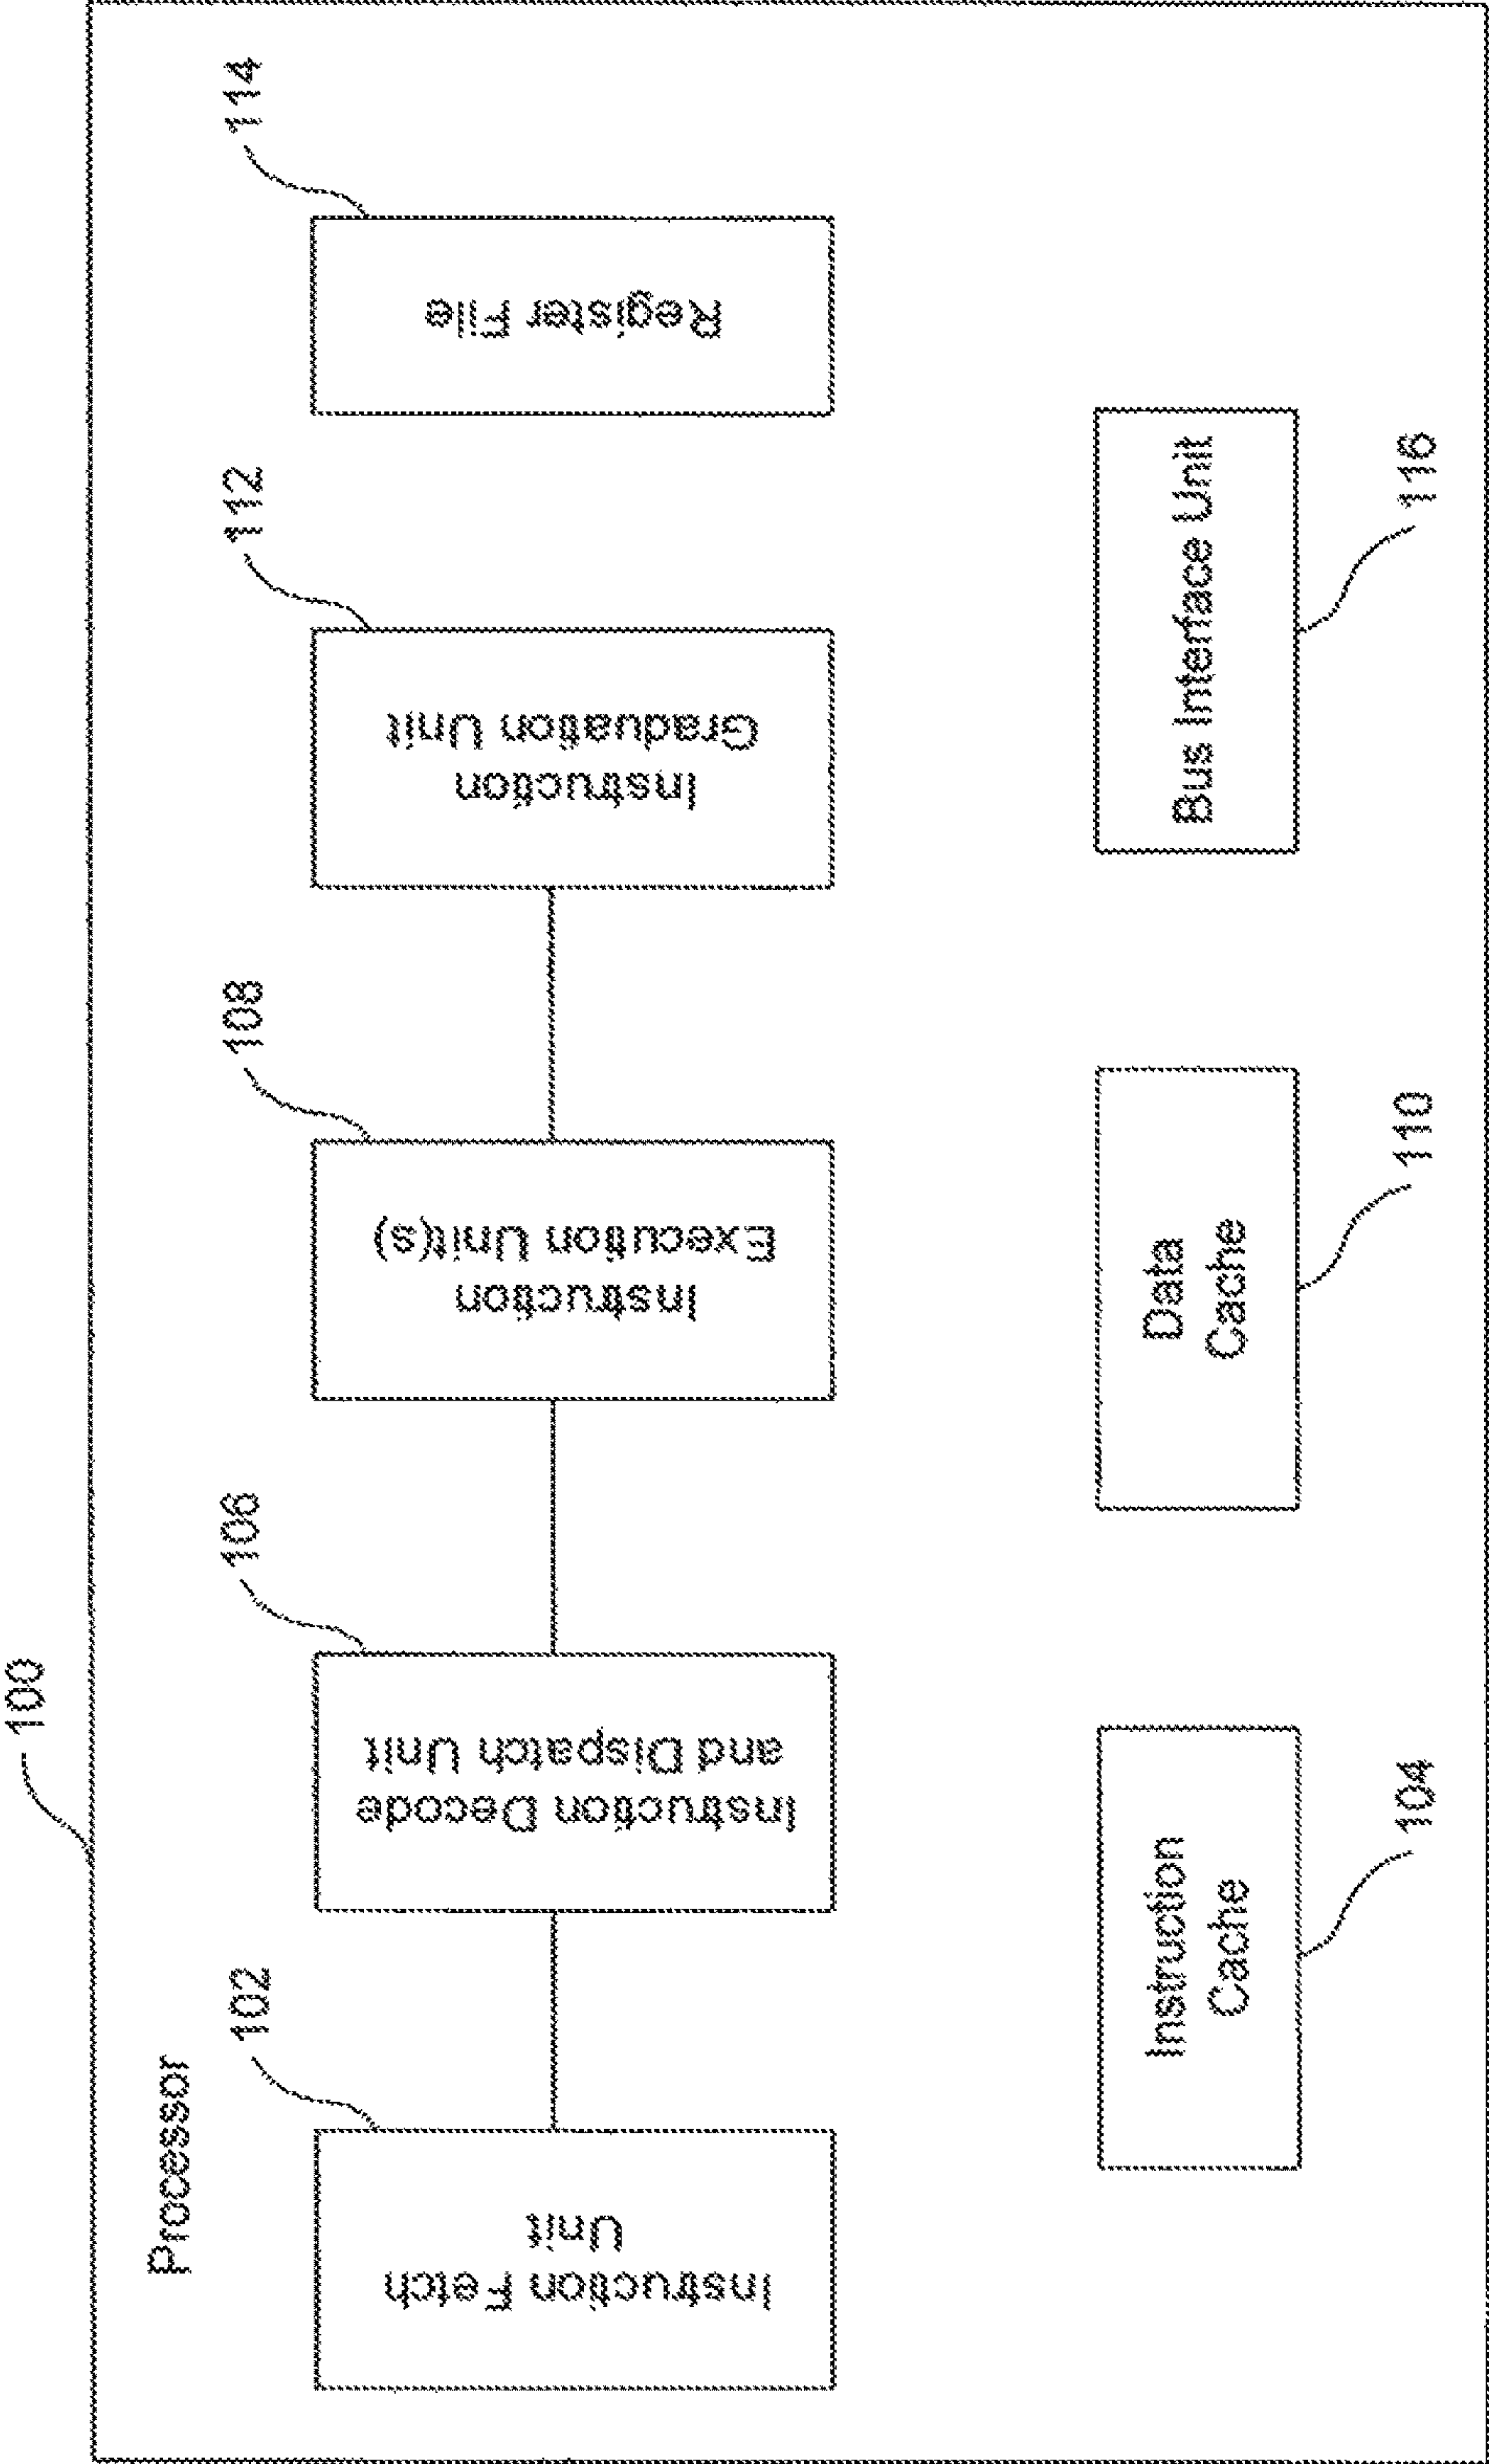 100
Processor
102
106
108
112
114
Instruction Fetch
Unit
Instruction Decode
and Dispatch Unit
Instruction
Execution Unit(s)
Instruction
Graduation Unit
Register File
Instruction
Cache
Data
Cache
Bus Interface Unit
104
110
116